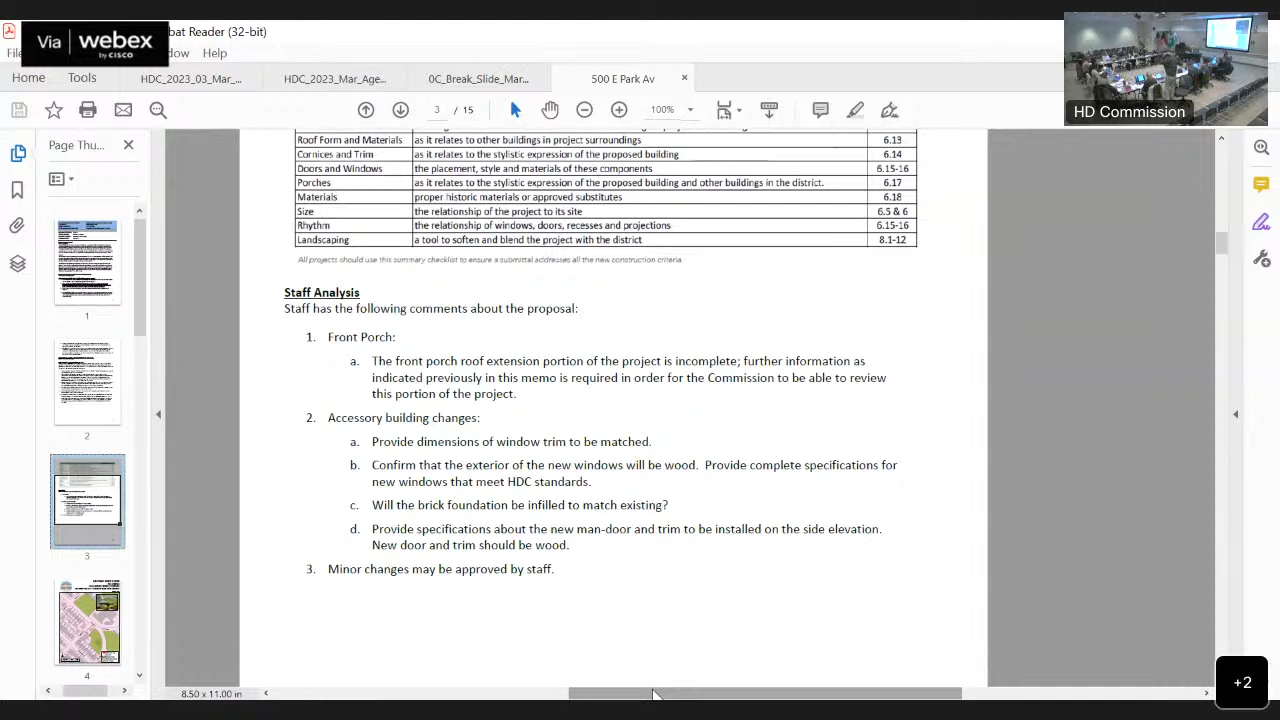 Via webex
by CISCO
bat Reader (32-bit)
dow Help
Home Tools HDC_2023_03_Mar_... HDC_2023_Mar_Age... 0C_Break_Slide_Mar... 500 E Park Av
3 / 15 100%
HD Commission
Page Thu...
Roof Form and Materials as it relates to other buildings in project surroundings 6.13
Cornices and Trim as it relates to the stylistic expression of the proposed building 6.14
Doors and Windows the placement, style and materials of these components 6.15-16
Porches as it relates to the stylistic expression of the proposed building and other buildings in the district. 6.17
Materials proper historic materials or approved substitutes 6.18
Size the relationship of the project to its site 6.5 & 6
Rhythm the relationship of windows, doors, recesses and projections 6.15-16
Landscaping a tool to soften and blend the project with the district 8.1-12
All projects should use this summary checklist to ensure a submittal addresses all the new construction criteria.
Staff Analysis
Staff has the following comments about the proposal:
1. Front Porch:
a. The front porch roof extension portion of the project is incomplete; further information as
indicated previously in this memo is required in order for the Commission to be able to review
this portion of the project.
2. Accessory building changes:
a. Provide dimensions of window trim to be matched.
b. Confirm that the exterior of the new windows will be wood. Provide complete specifications for
new windows that meet HDC standards.
c. Will the brick foundation be infilled to match existing?
d. Provide specifications about the new man-door and trim to be installed on the side elevation.
New door and trim should be wood.
3. Minor changes may be approved by staff.
1
2
3
4
8.50 x 11.00 in
+2